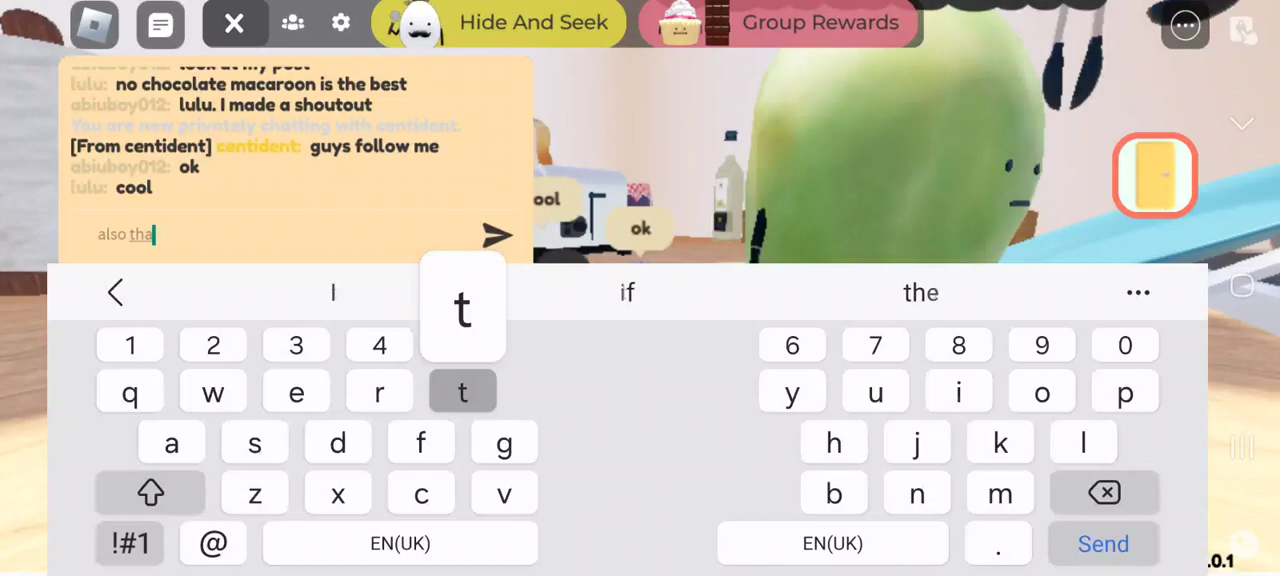 Hide And Seek
Group Rewards
abiuboy012: look at my post
lulu: no chocolate macaroon is the best
abiuboy012: lulu. I made a shoutout
You are now privately chatting with centident.
[From centident] centident: guys follow me
abiuboy012: ok
lulu: cool
also tha
ool
ok
I
if
the
t
1 2 3 4 6 7 8 9 0
q w e r t y u i o p
a s d f g h j k l
z x c v b n m
!#1 @ EN(UK) EN(UK) . Send
.0.1